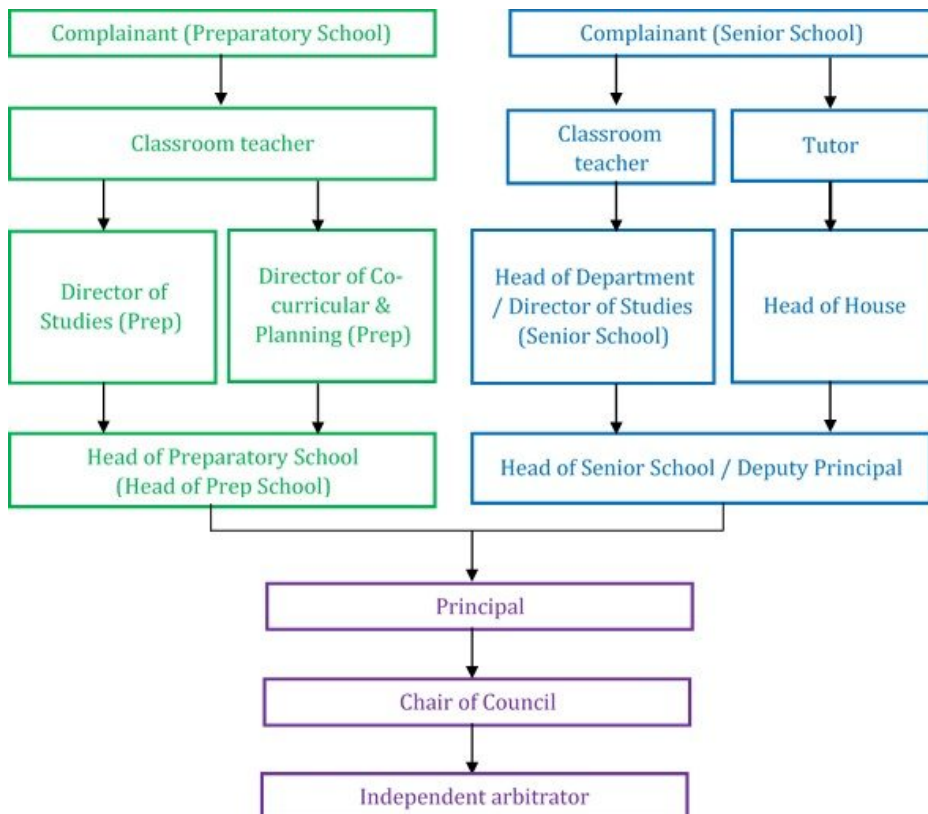 Complainant (Preparatory School)
Complainant (Senior School)
Classroom teacher
Classroom
teacher
Tutor
Director of
Studies (Prep)
Director of Co-
curricular &
Planning (Prep)
Head of Department
/ Director of Studies
(Senior School)
Head of House
Head of Preparatory School
(Head of Prep School)
Head of Senior School / Deputy Principal
Principal
Chair of Council
Independent arbitrator